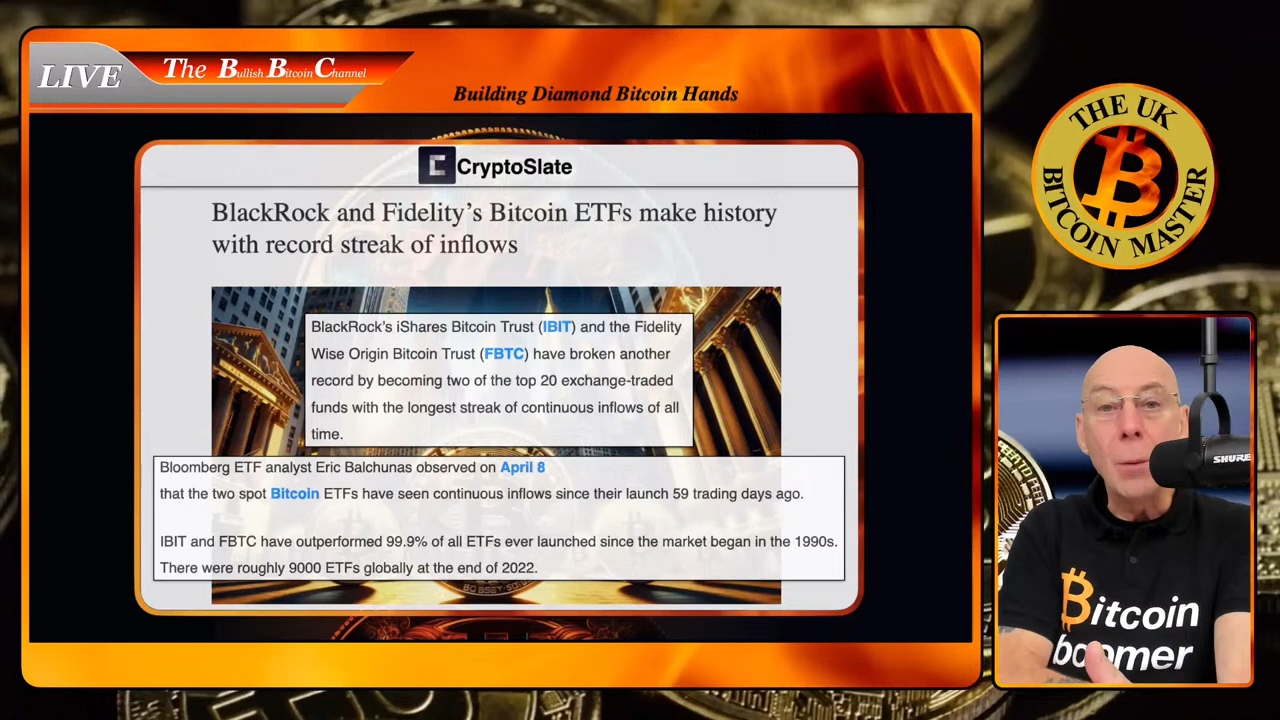 LIVE
The Bullish Bitcoin Channel
Building Diamond Bitcoin Hands
CryptoSlate
BlackRock and Fidelity’s Bitcoin ETFs make history
with record streak of inflows
BlackRock’s iShares Bitcoin Trust (IBIT) and the Fidelity
Wise Origin Bitcoin Trust (FBTC) have broken another
record by becoming two of the top 20 exchange-traded
funds with the longest streak of continuous inflows of all
time.
Bloomberg ETF analyst Eric Balchunas observed on April 8
that the two spot Bitcoin ETFs have seen continuous inflows since their launch 59 trading days ago.
IBIT and FBTC have outperformed 99.9% of all ETFs ever launched since the market began in the 1990s.
There were roughly 9000 ETFs globally at the end of 2022.
THE UK
BITCOIN MASTER
SHURE
Bitcoin
boomer